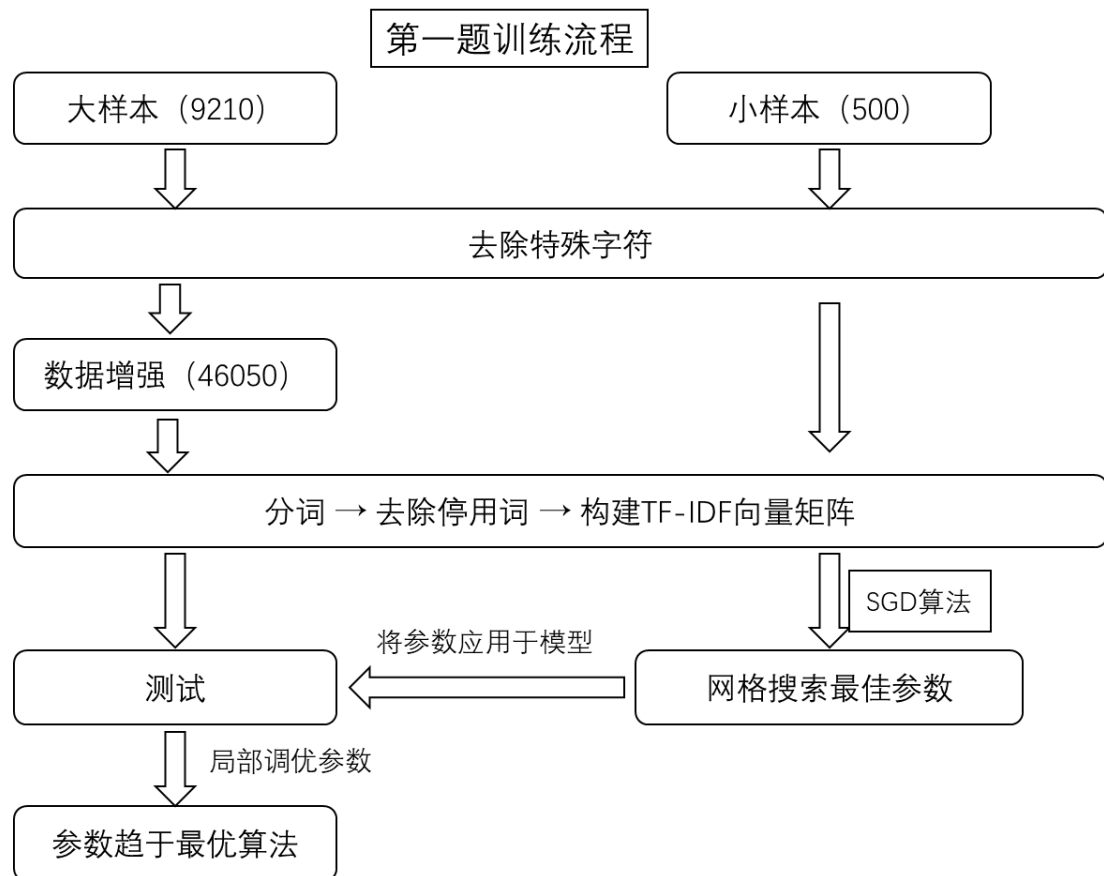 第一题训练流程
大样本（9210）
小样本（500）
去除特殊字符
数据增强（46050）
分词 → 去除停用词 → 构建TF-IDF向量矩阵
SGD算法
将参数应用于模型
测试
网格搜索最佳参数
局部调优参数
参数趋于最优算法